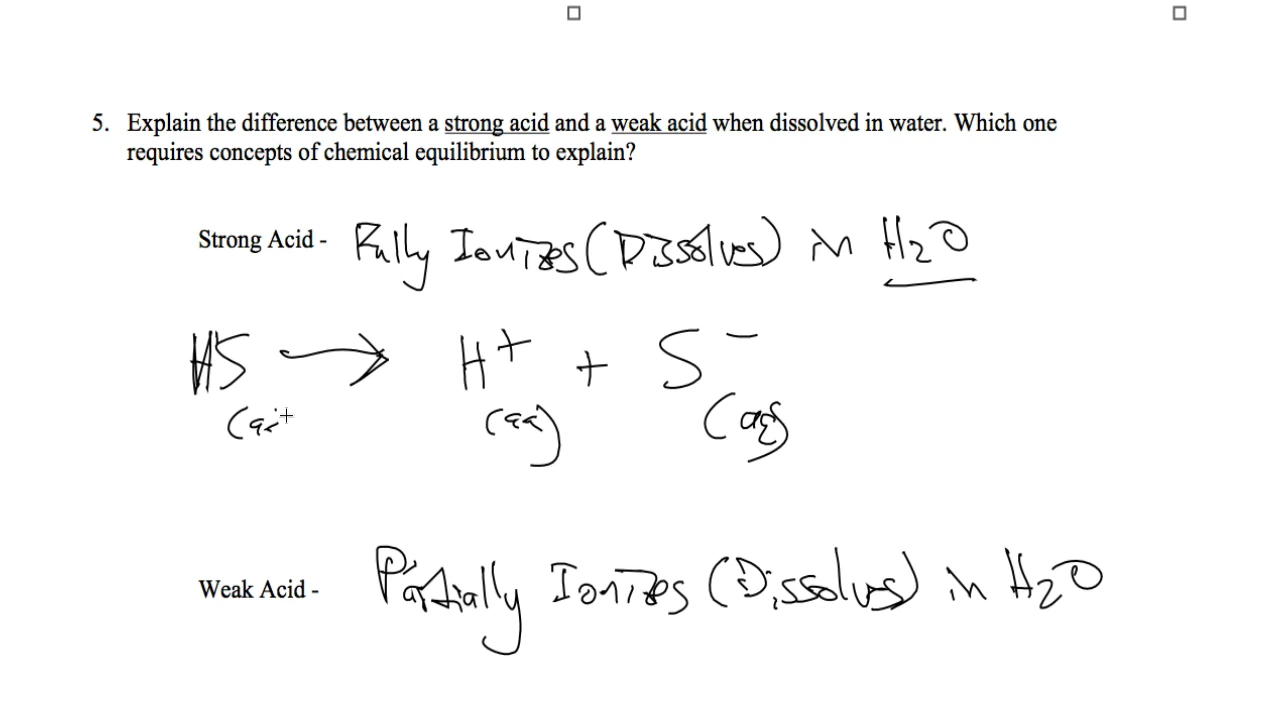 5. Explain the difference between a strong acid and a weak acid when dissolved in water. Which one
requires concepts of chemical equilibrium to explain?
Strong Acid - Fully Ionizes (Dissolves) in H2O
HS → H+ + S−
(aq) (aq)
Weak Acid - Partially Ionizes (Dissolves) in H2O